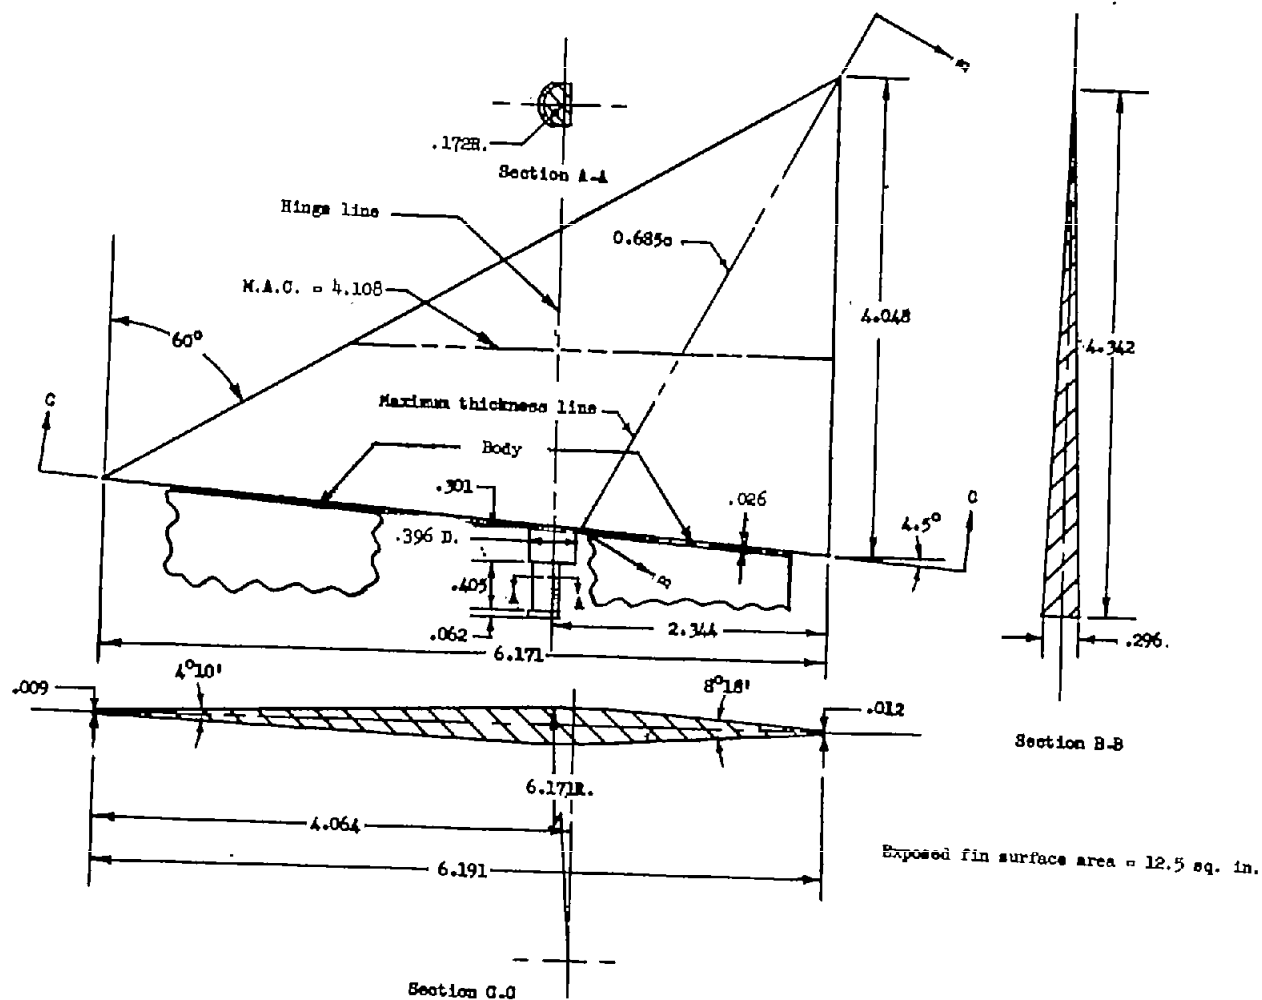 B
.172R.
Section A-A
Hinge line
0.685c
M.A.C. = 4.108
4.048
60°
4.342
Maximum thickness line
C
Body
.301
.026
C
4.5°
.396 D.
B
.405
A
A
.062
2.344
6.171
.296
4°10'
8°18'
.009
.012
Section B-B
6.171R.
4.064
Exposed fin surface area = 12.5 sq. in.
6.191
Section C-C